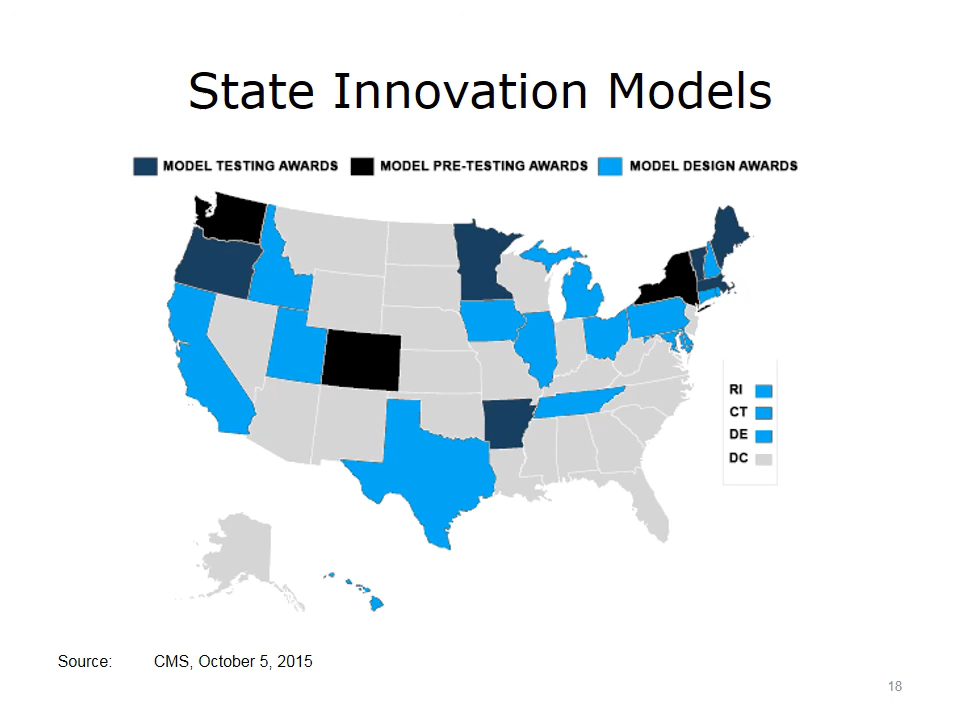 State Innovation Models
MODEL TESTING AWARDS MODEL PRE-TESTING AWARDS MODEL DESIGN AWARDS
RI
CT
DE
DC
Source: CMS, October 5, 2015
18